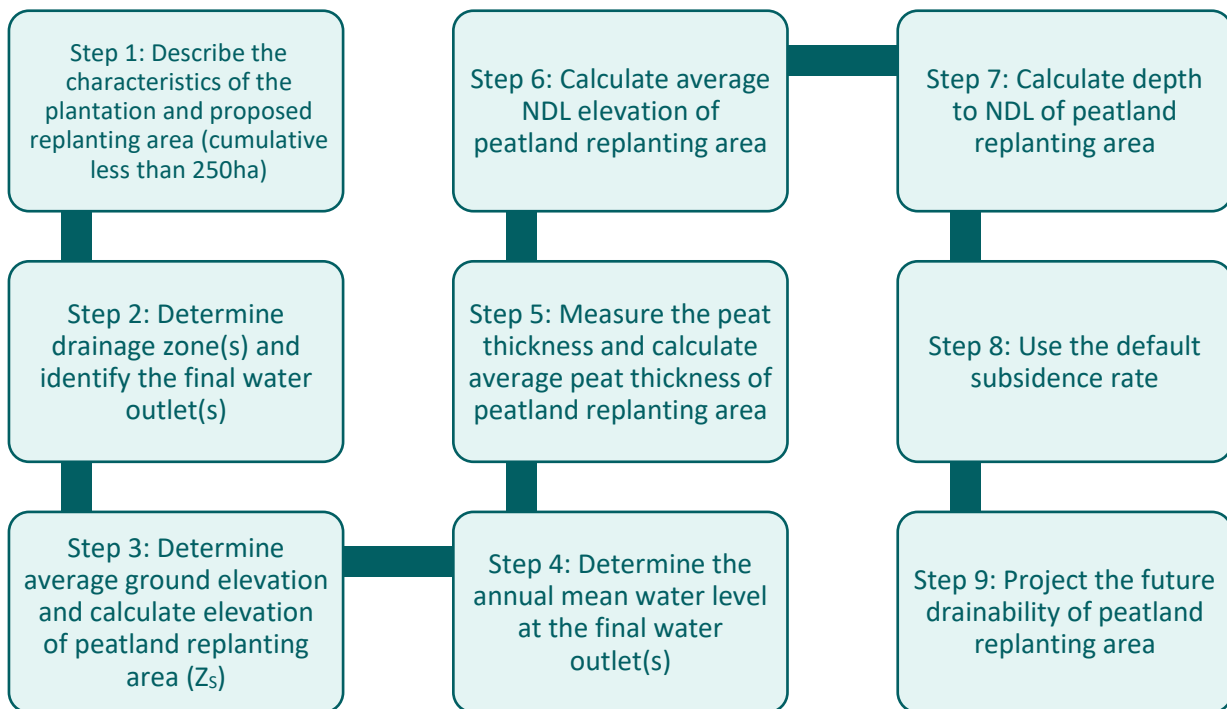 Step 1: Describe the
characteristics of the
plantation and proposed
replanting area (cumulative
less than 250ha)
Step 2: Determine
drainage zone(s) and
identify the final water
outlet(s)
Step 3: Determine
average ground elevation
and calculate elevation
of peatland replanting
area (Zₛ)
Step 4: Determine the
annual mean water level
at the final water
outlet(s)
Step 5: Measure the peat
thickness and calculate
average peat thickness of
peatland replanting area
Step 6: Calculate average
NDL elevation of
peatland replanting area
Step 7: Calculate depth
to NDL of peatland
replanting area
Step 8: Use the default
subsidence rate
Step 9: Project the future
drainability of peatland
replanting area